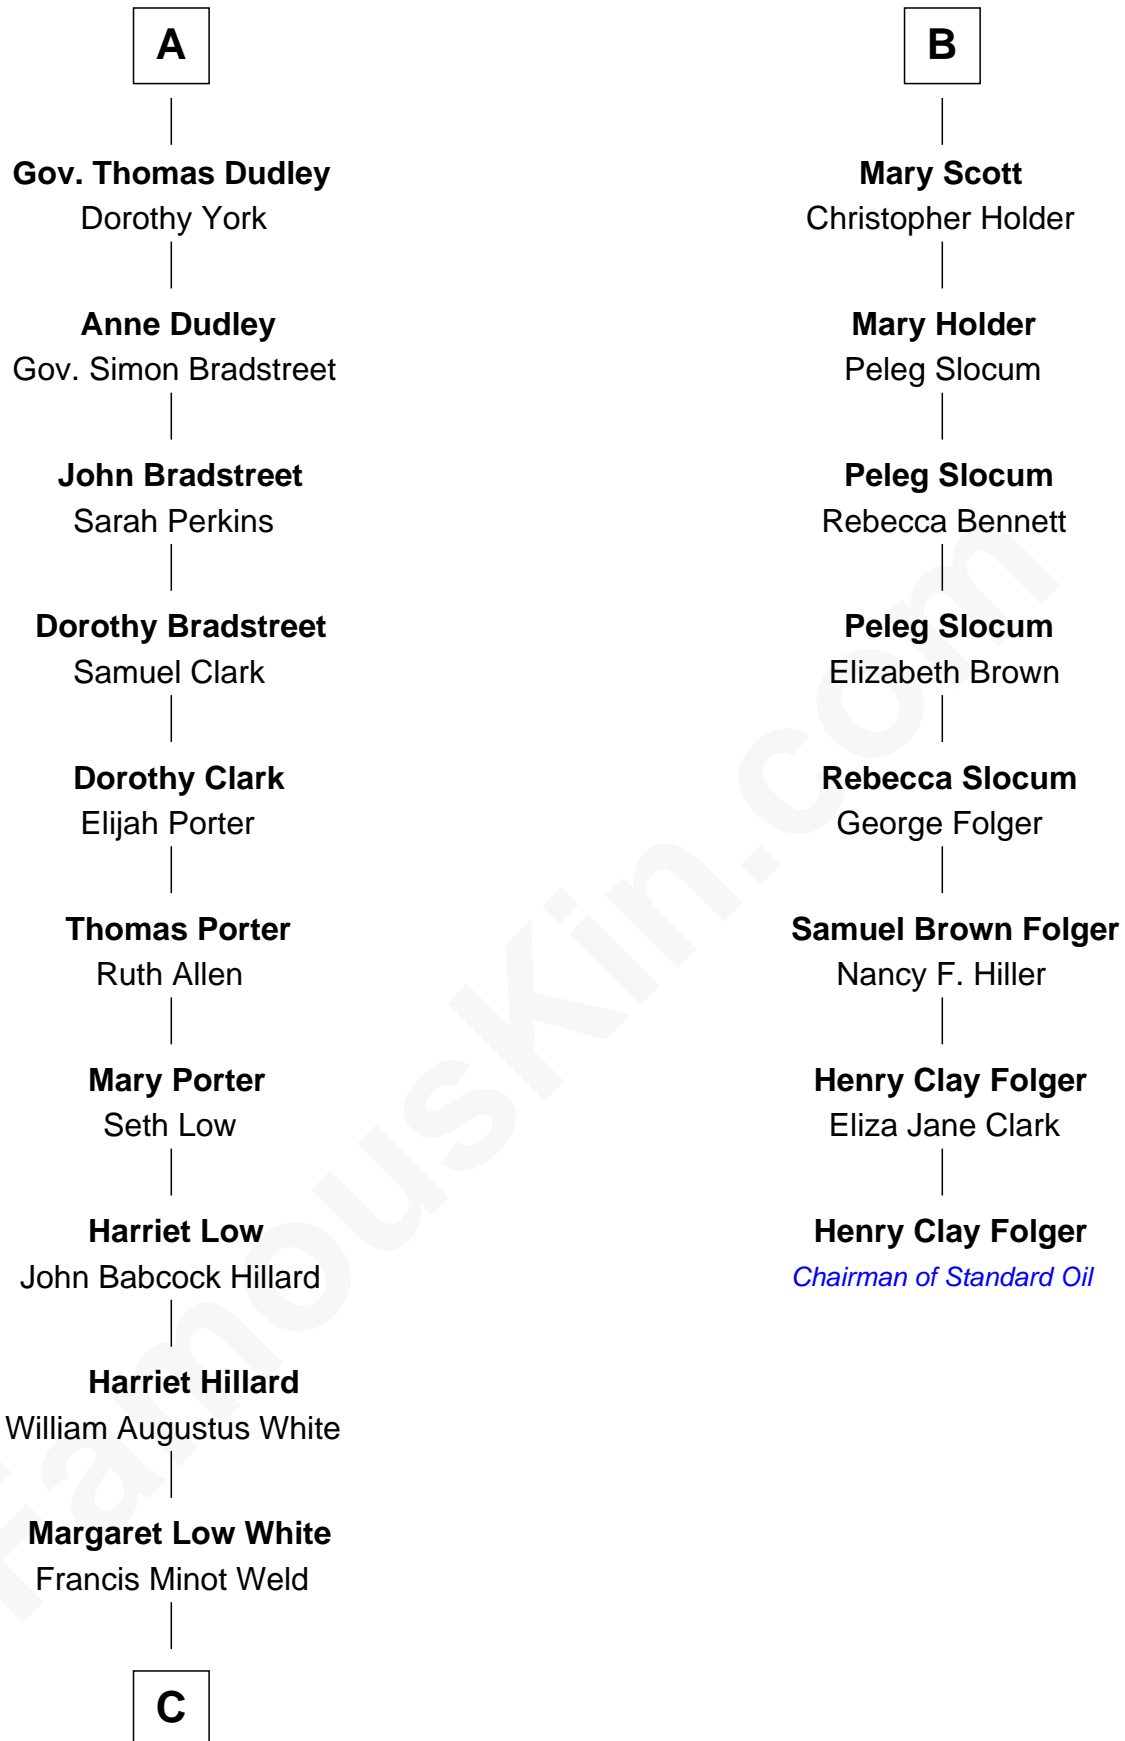 A
Gov. Thomas Dudley
Dorothy York
Anne Dudley
Gov. Simon Bradstreet
John Bradstreet
Sarah Perkins
Dorothy Bradstreet
Samuel Clark
Dorothy Clark
Elijah Porter
Thomas Porter
Ruth Allen
Mary Porter
Seth Low
Harriet Low
John Babcock Hillard
Harriet Hillard
William Augustus White
Margaret Low White
Francis Minot Weld
C
B
Mary Scott
Christopher Holder
Mary Holder
Peleg Slocum
Peleg Slocum
Rebecca Bennett
Peleg Slocum
Elizabeth Brown
Rebecca Slocum
George Folger
Samuel Brown Folger
Nancy F. Hiller
Henry Clay Folger
Eliza Jane Clark
Henry Clay Folger
Chairman of Standard Oil
FamousKin.com